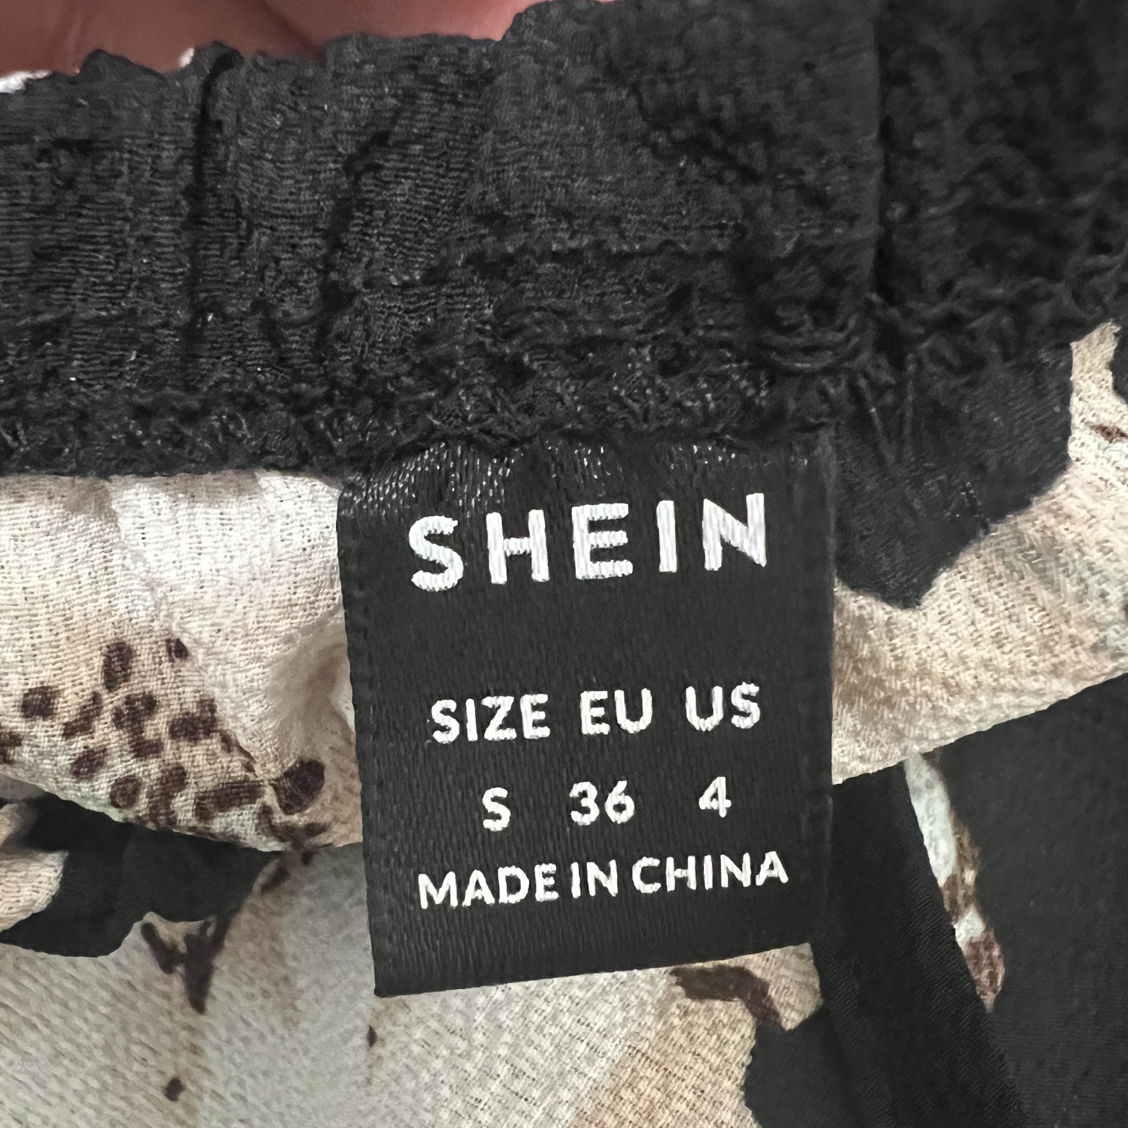 SHEIN
SIZE EU US
S 36 4
MADE IN CHINA